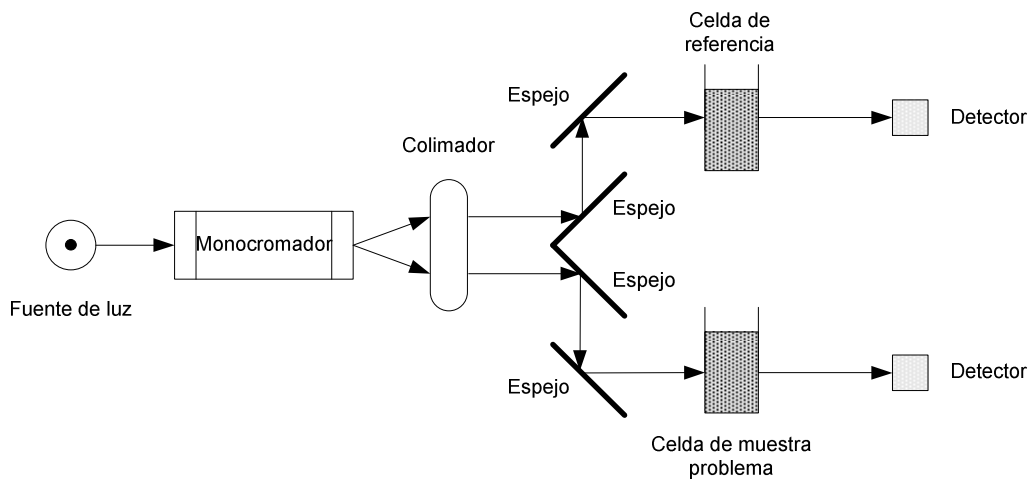 Celda de
referencia
Espejo
Detector
Colimador
Espejo
Monocromador
Espejo
Fuente de luz
Espejo
Detector
Celda de muestra
problema